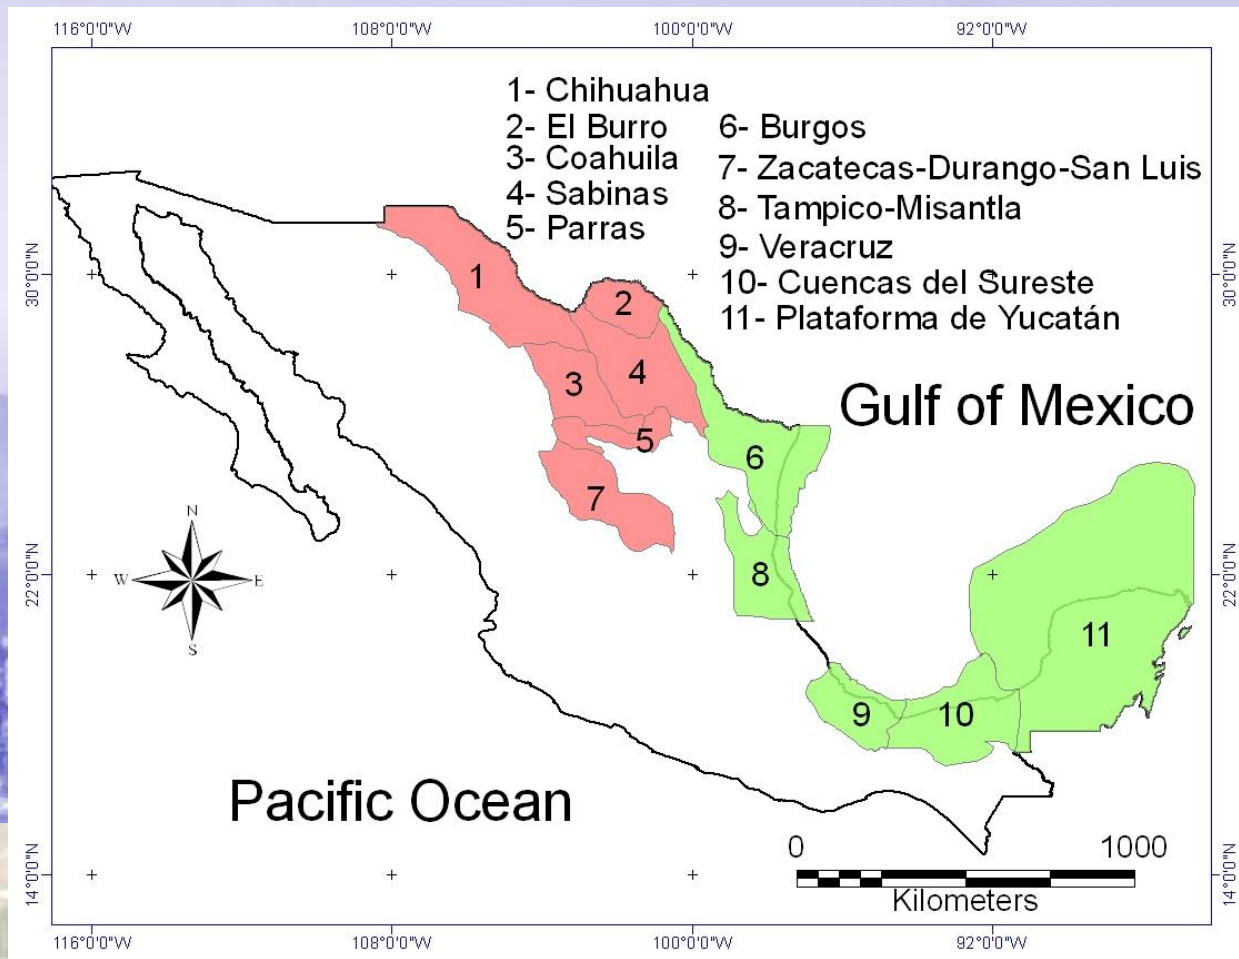 116°0'0"W 108°0'0"W 100°0'0"W 92°0'0"W
1- Chihuahua
2- El Burro
3- Coahuila
4- Sabinas
5- Parras
6- Burgos
7- Zacatecas-Durango-San Luis
8- Tampico-Misantla
9- Veracruz
10- Cuencas del Sureste
11- Plataforma de Yucatán
30°0'0"N 30°0'0"N
1
2
3
4
5
6
7
8
9
10
11
Gulf of Mexico
N
W E
S
22°0'0"N 22°0'0"N
Pacific Ocean
0 1000
Kilometers
14°0'0"N 14°0'0"N
116°0'0"W 108°0'0"W 100°0'0"W 92°0'0"W